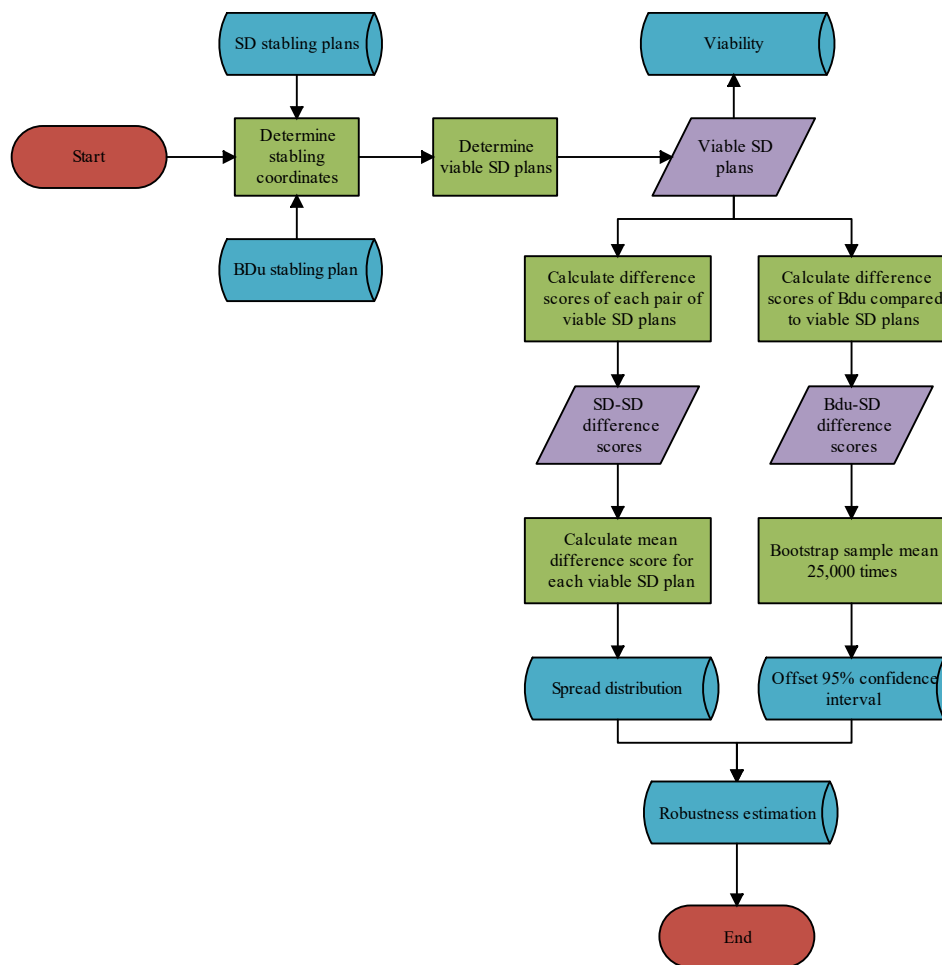 SD stabling plans
Viability
Start
Determine
stabling
coordinates
Determine
viable SD plans
Viable SD
plans
BDu stabling plan
Calculate difference
scores of each pair of
viable SD plans
Calculate difference
scores of Bdu compared
to viable SD plans
SD-SD
difference
scores
Bdu-SD
difference
scores
Calculate mean
difference score for
each viable SD plan
Bootstrap sample mean
25,000 times
Spread distribution
Offset 95% confidence
interval
Robustness estimation
End